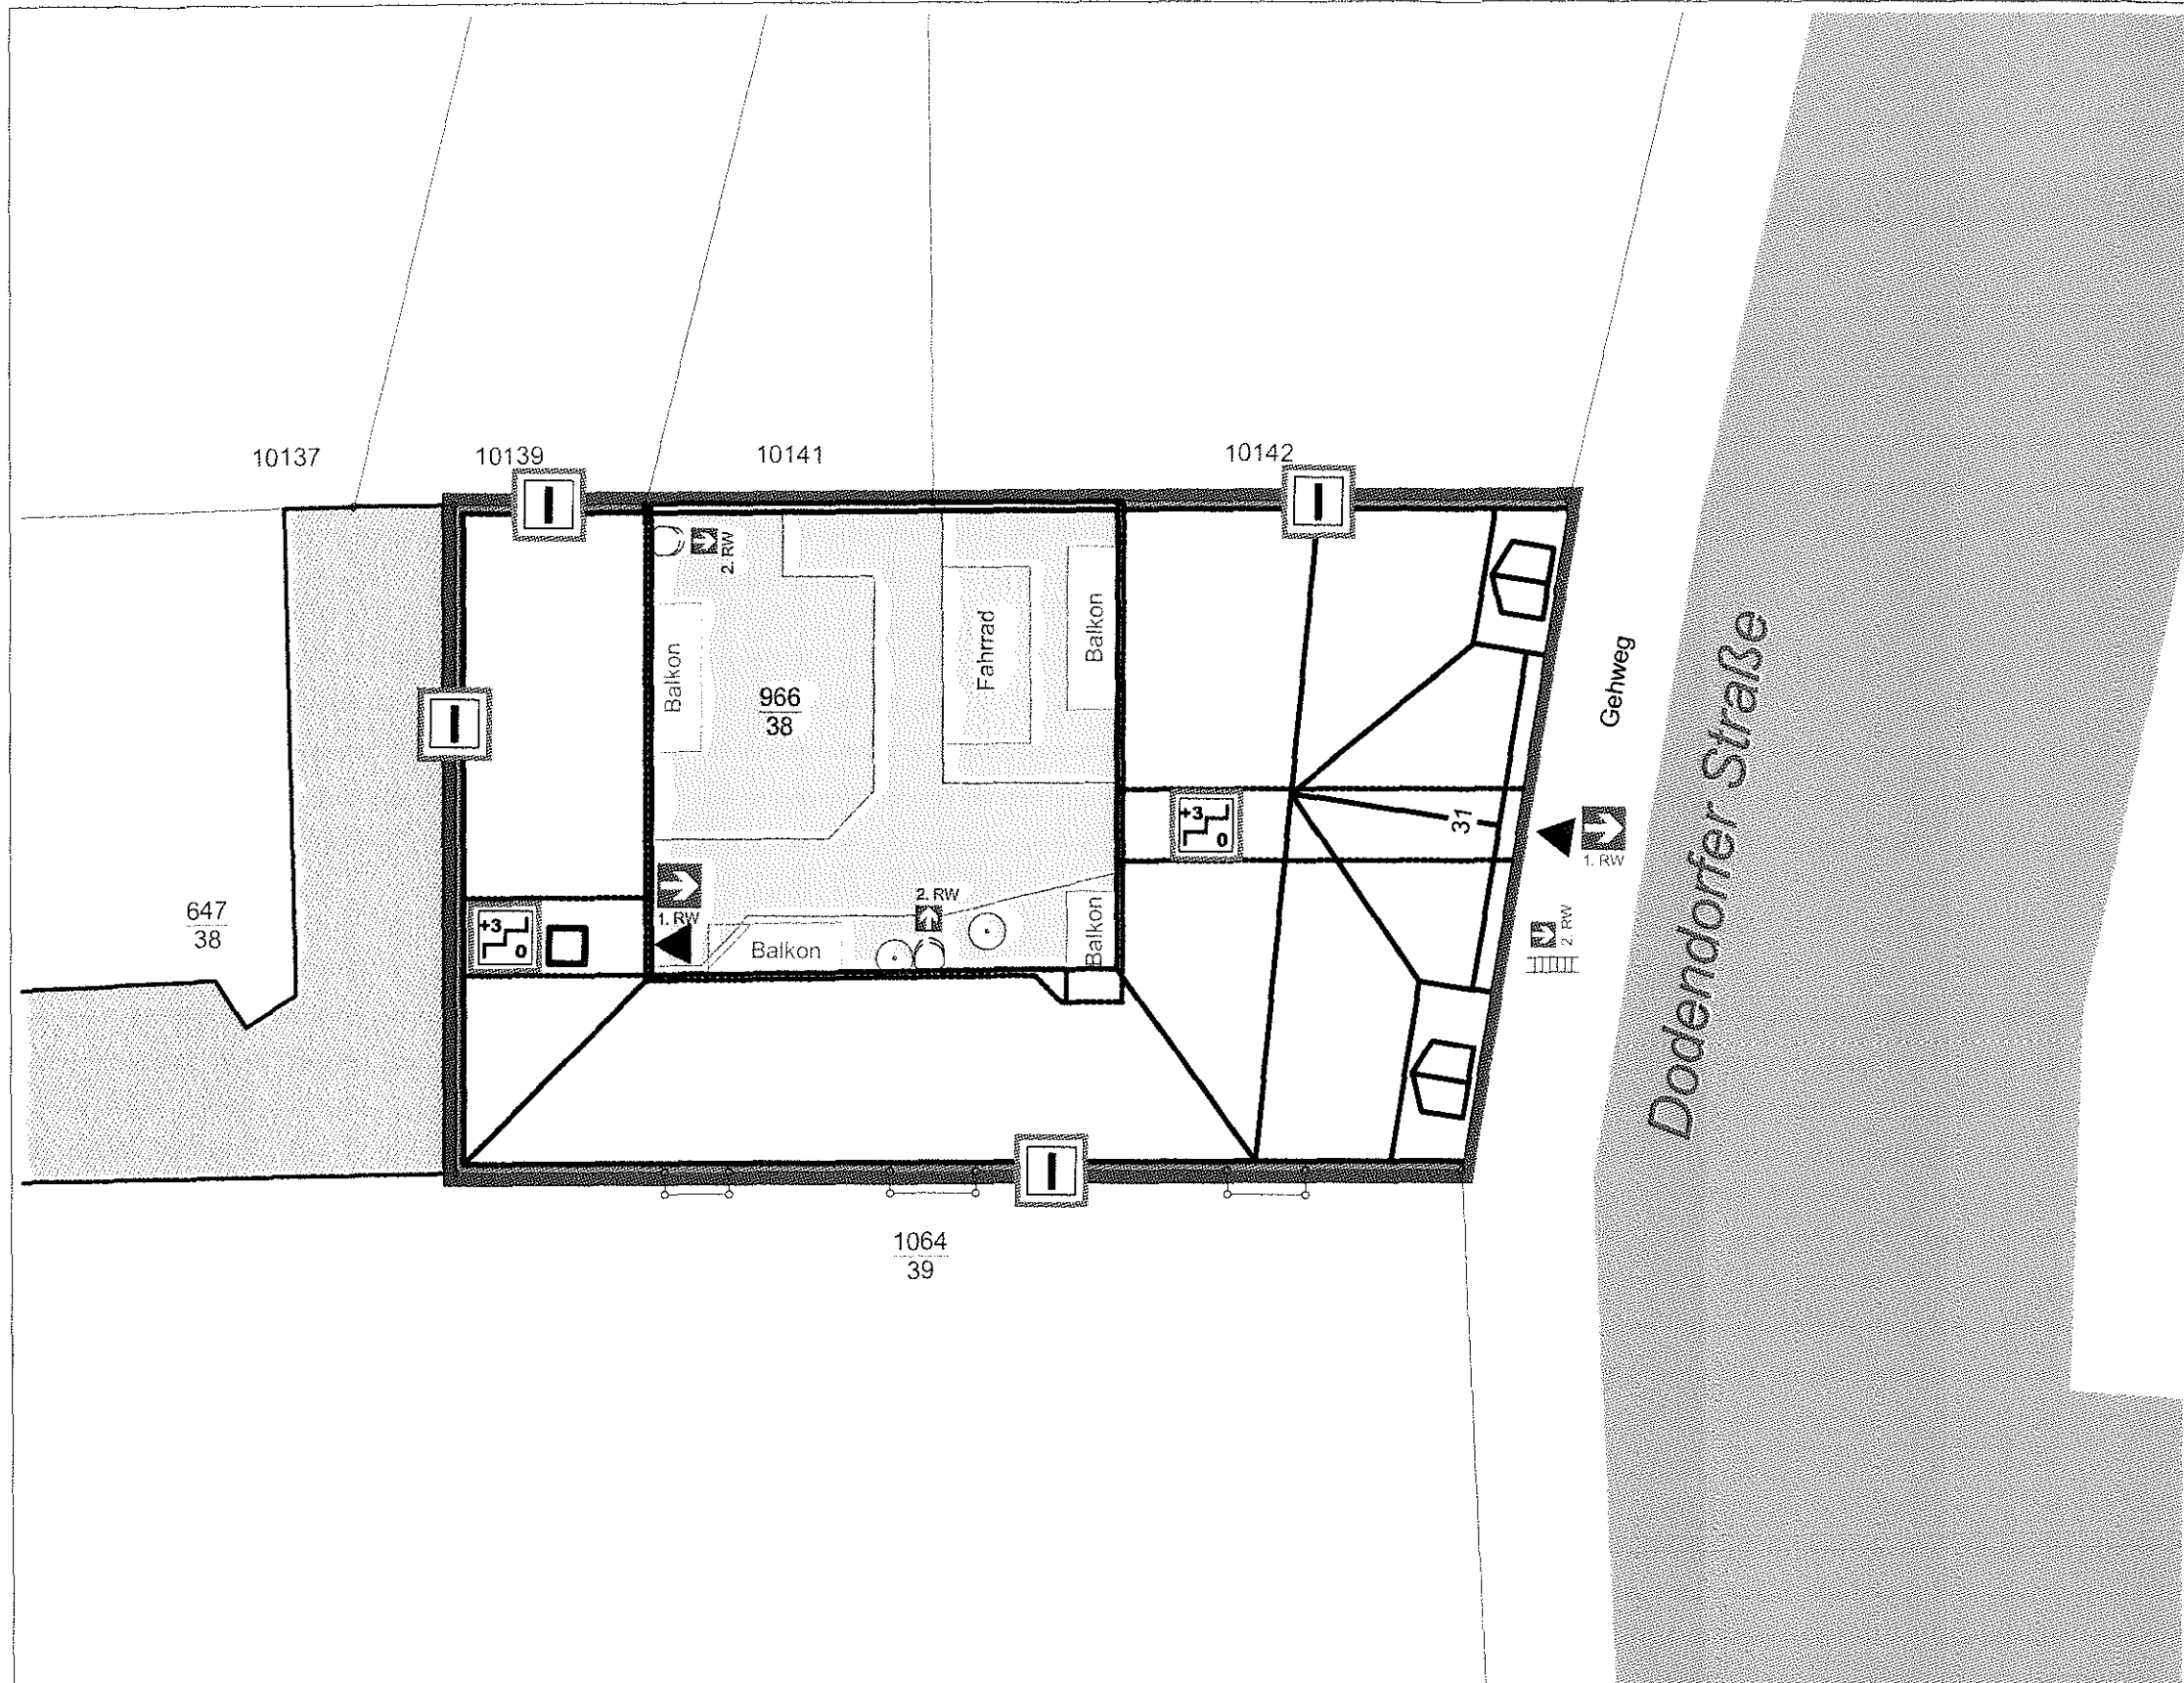 10137
10139
10141
10142
2. RW
Balkon
966
38
Fahrrad
Balkon
Gehweg
Dodendorfer Straße
+3
0
31
1. RW
2. RW
1. RW
2. RW
Balkon
Balkon
+3
0
647
38
1064
39